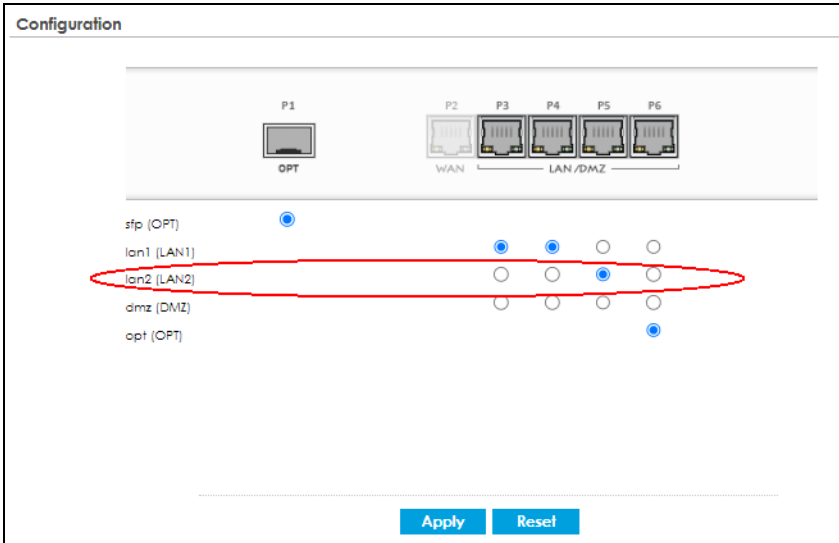 Configuration
P1 P2 P3 P4 P5 P6
OPT WAN LAN/DMZ
sfp (OPT)
lan1 (LAN1)
lan2 (LAN2)
dmz (DMZ)
opt (OPT)
Apply Reset